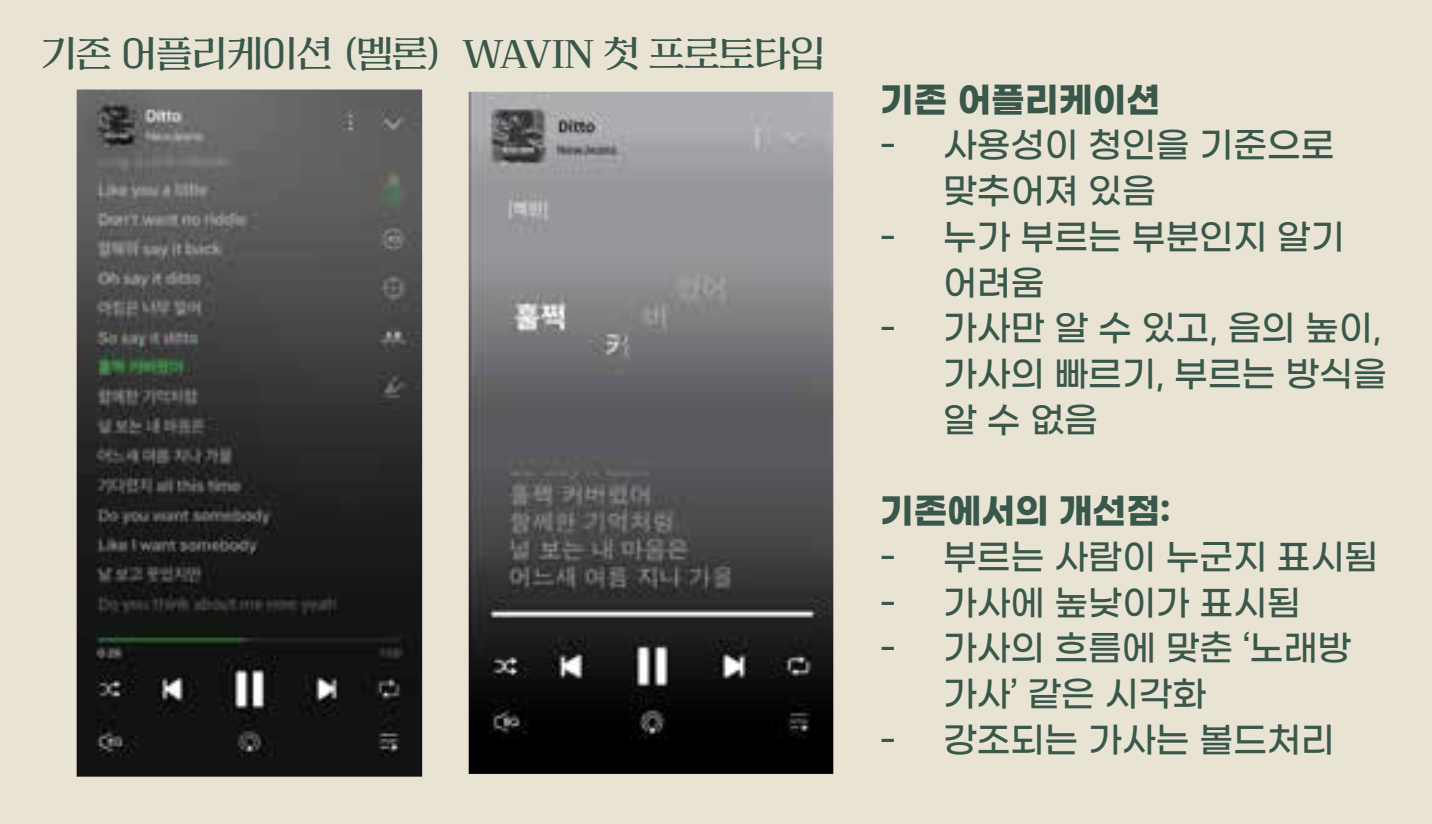 기존 어플리케이션 (멜론)
WAVIN 첫 프로토타입
Ditto
NewJeans
Like you a little
Don't want no riddle
말해줘 say it back
Oh say it ditto
아침은 너무 멀어
So say it ditto
훌쩍 커버렸어
함께한 기억처럼
널 보는 내 마음은
어느새 여름 지나 가을
기다렸지 all this time
Do you want somebody
Like I want somebody
날 보고 웃었지만
Do you think about me now yeah
0:28
Ditto
NewJeans
훌쩍
커
버
렸어
훌쩍 커버렸어
함께한 기억처럼
널 보는 내 마음은
어느새 여름 지나 가을
기존 어플리케이션
- 사용성이 청인을 기준으로
맞추어져 있음
- 누가 부르는 부분인지 알기
어려움
- 가사만 알 수 있고, 음의 높이,
가사의 빠르기, 부르는 방식을
알 수 없음
기존에서의 개선점:
- 부르는 사람이 누군지 표시됨
- 가사에 높낮이가 표시됨
- 가사의 흐름에 맞춘 ‘노래방
가사’ 같은 시각화
- 강조되는 가사는 볼드처리